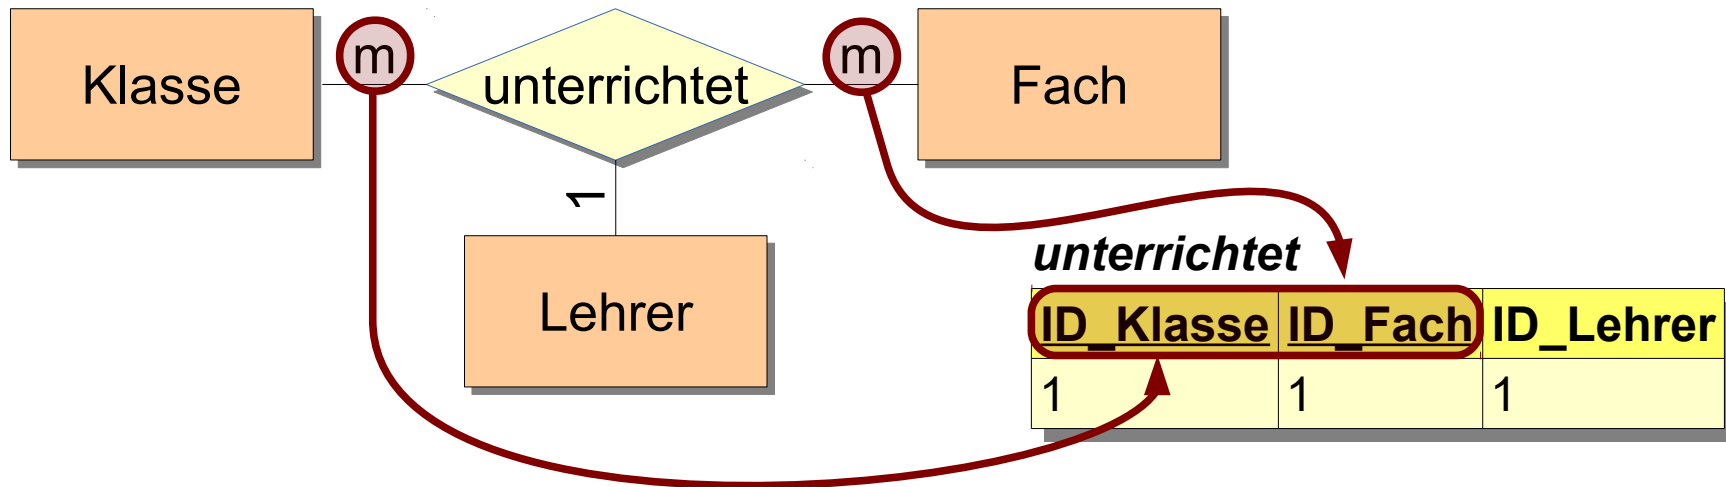 Klasse
m
unterrichtet
m
Fach
1
Lehrer
unterrichtet
ID_Klasse ID_Fach ID_Lehrer
1 1 1